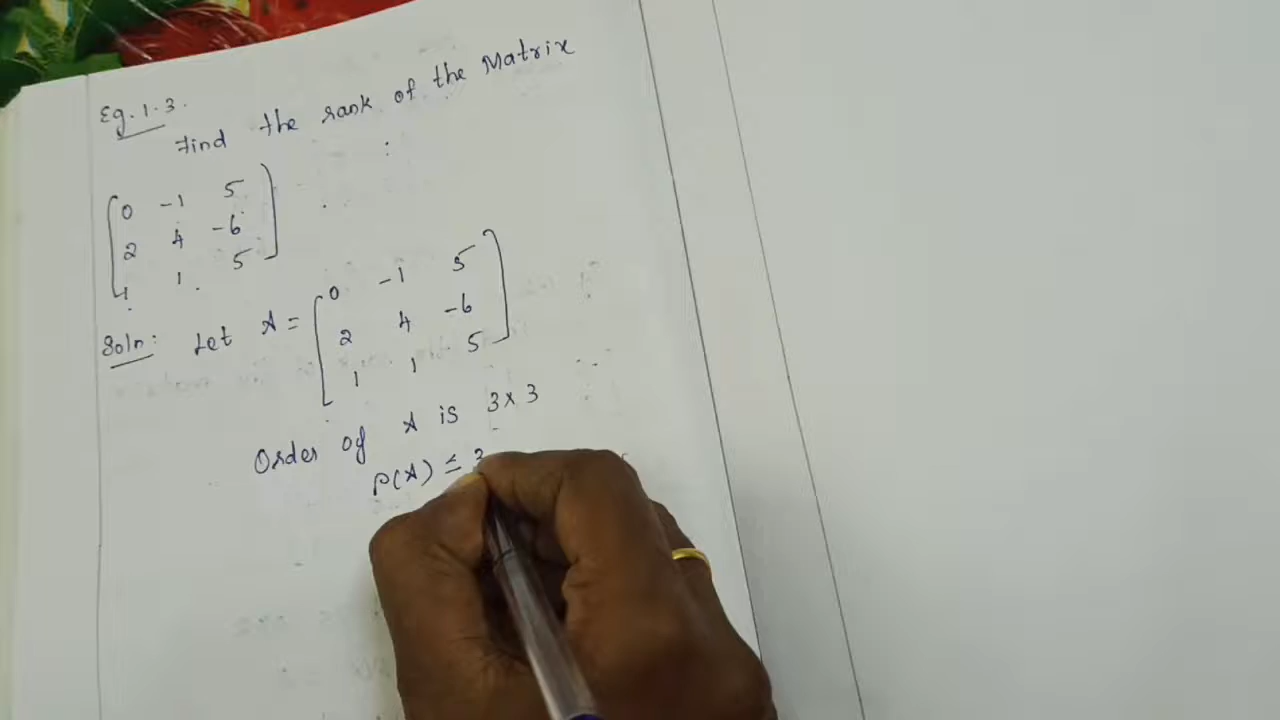 Eg. 1.3.
Find the rank of the Matrix
0 -1 5
2 4 -6
1 1 5
Soln: Let A = 0 -1 5
2 4 -6
1 1 5
Order of A is 3×3
ρ(A) ≤ 3